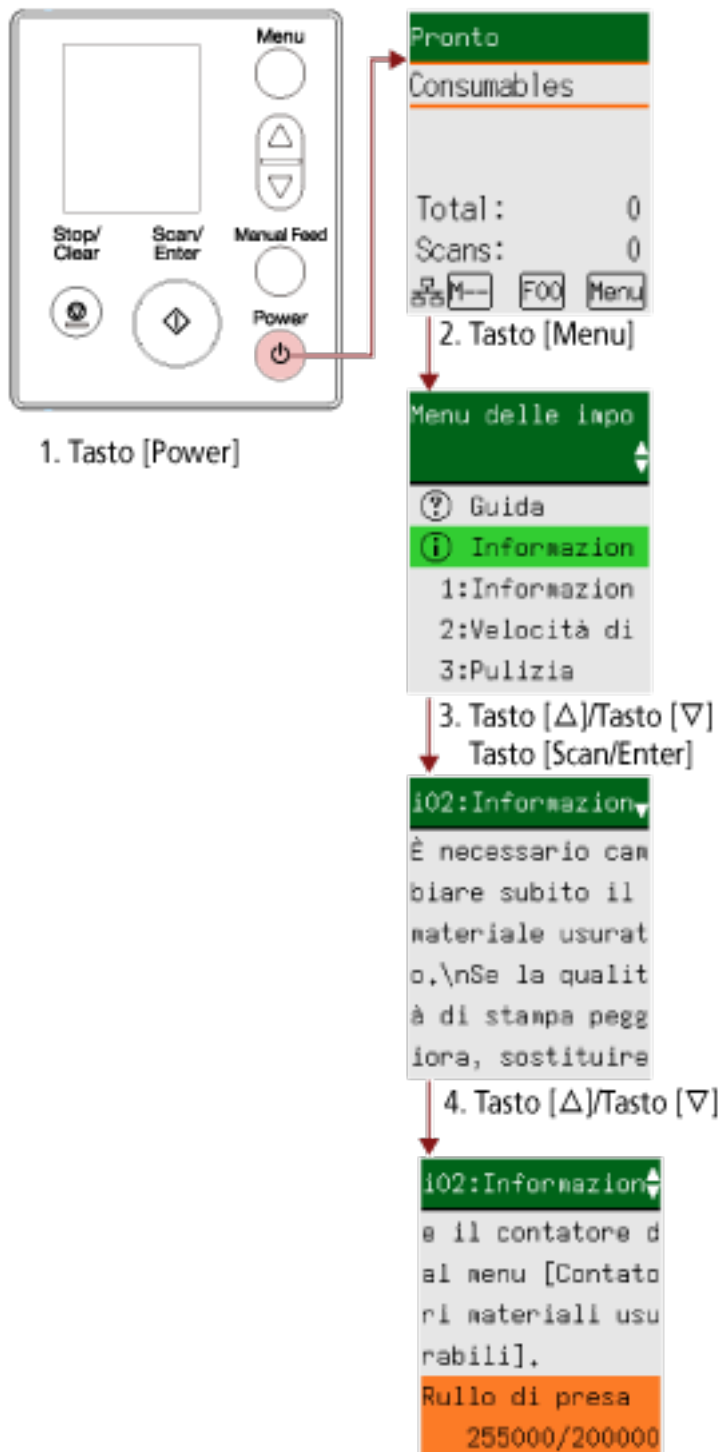 Menu
Stop/
Clear
Scan/
Enter
Manual Feed
Power
1. Tasto [Power]
Pronto
Consumables
Total: 0
Scans: 0
M-- F00 Menu
2. Tasto [Menu]
Menu delle impo
Guida
Informazion
1:Informazion
2:Velocità di
3:Pulizia
3. Tasto [△]/Tasto [▽]
Tasto [Scan/Enter]
i02:Informazion
È necessario cam
biare subito il
materiale usurat
o.\nSe la qualit
à di stampa pegg
iora, sostituire
4. Tasto [△]/Tasto [▽]
i02:Informazion
e il contatore d
al menu [Contato
ri materiali usu
rabili].
Rullo di presa
255000/200000